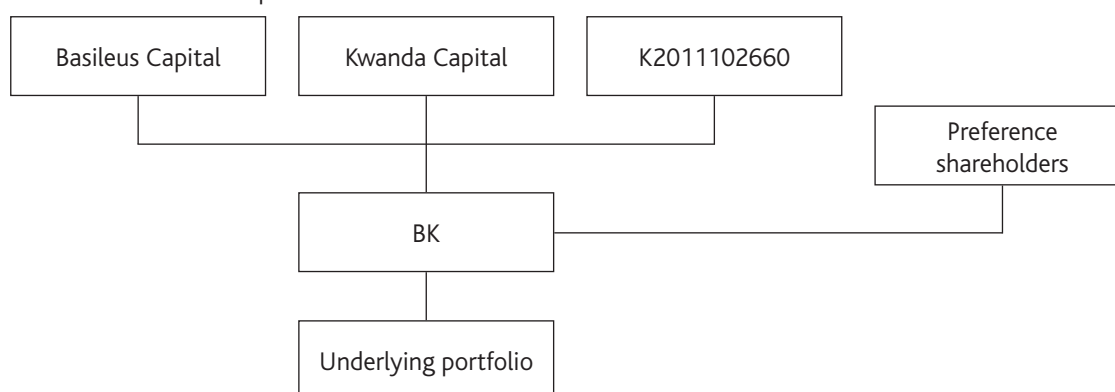 Basileus Capital
Kwanda Capital
K2011102660
Preference
shareholders
BK
Underlying portfolio